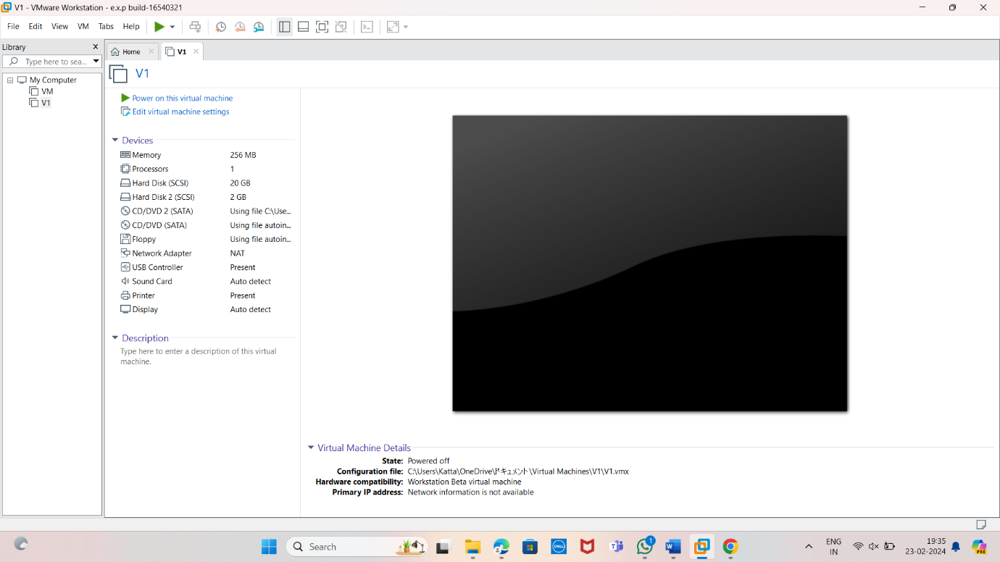 V1 - VMware Workstation - e.x.p build-16540321
File Edit View VM Tabs Help
Library
Type here to sea...
My Computer
VM
V1
Home
V1
V1
Power on this virtual machine
Edit virtual machine settings
Devices
Memory 256 MB
Processors 1
Hard Disk (SCSI) 20 GB
Hard Disk 2 (SCSI) 2 GB
CD/DVD 2 (SATA) Using file C:\Use...
CD/DVD (SATA) Using file autoin...
Floppy Using file autoin...
Network Adapter NAT
USB Controller Present
Sound Card Auto detect
Printer Present
Display Auto detect
Description
Type here to enter a description of this virtual
machine.
Virtual Machine Details
State: Powered off
Configuration file: C:\Users\Katta\OneDrive\ドキュメント\Virtual Machines\V1\V1.vmx
Hardware compatibility: Workstation Beta virtual machine
Primary IP address: Network information is not available
Search
DELL
1
ENG
IN
19:35
23-02-2024
PRE